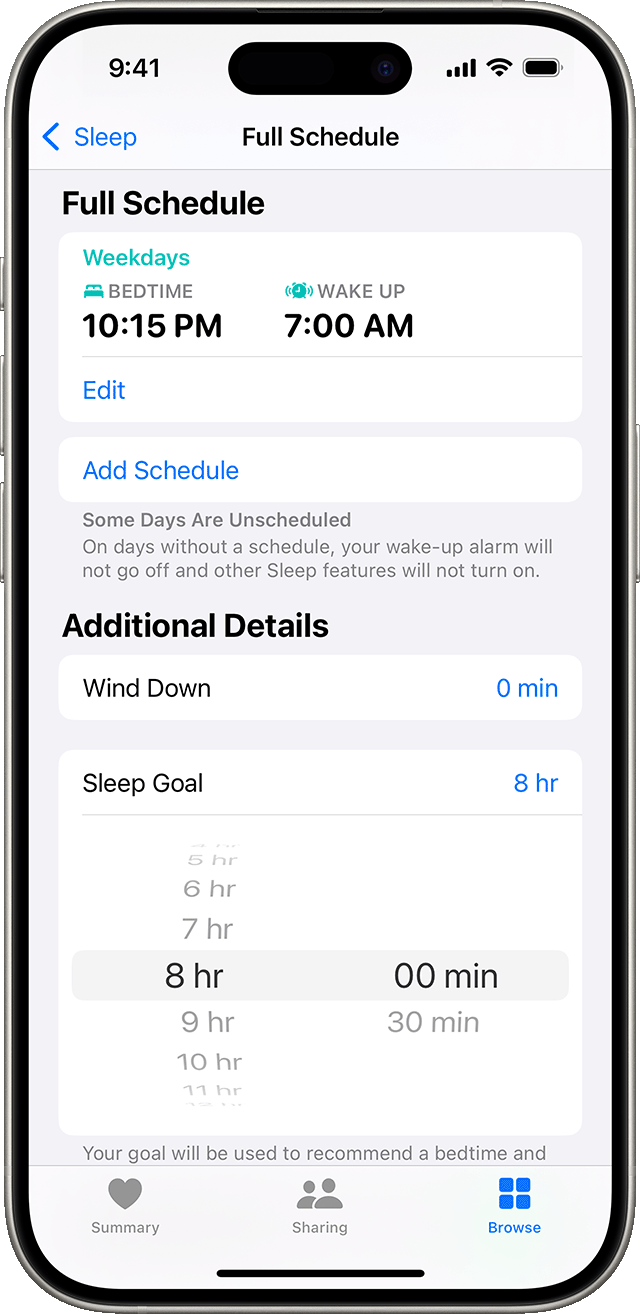 9:41
Sleep
Full Schedule
Full Schedule
Weekdays
BEDTIME
WAKE UP
10:15 PM
7:00 AM
Edit
Add Schedule
Some Days Are Unscheduled
On days without a schedule, your wake-up alarm will
not go off and other Sleep features will not turn on.
Additional Details
Wind Down
0 min
Sleep Goal
8 hr
5 hr
6 hr
7 hr
8 hr
00 min
9 hr
30 min
10 hr
11 hr
Your goal will be used to recommend a bedtime and
Summary
Sharing
Browse